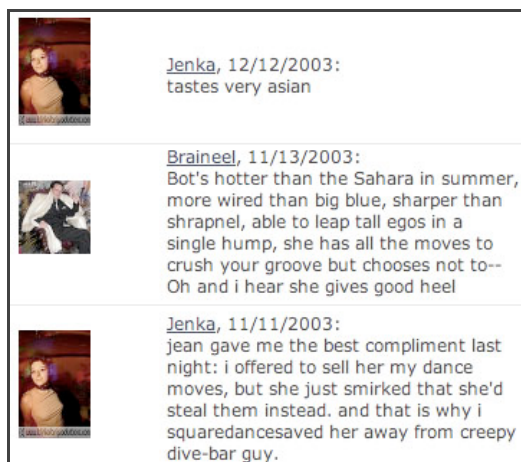 Jenka, 12/12/2003:
tastes very asian
Braineel, 11/13/2003:
Bot's hotter than the Sahara in summer,
more wired than big blue, sharper than
shrapnel, able to leap tall egos in a
single hump, she has all the moves to
crush your groove but chooses not to--
Oh and i hear she gives good heel
Jenka, 11/11/2003:
jean gave me the best compliment last
night: i offered to sell her my dance
moves, but she just smirked that she'd
steal them instead. and that is why i
squaredancesaved her away from creepy
dive-bar guy.